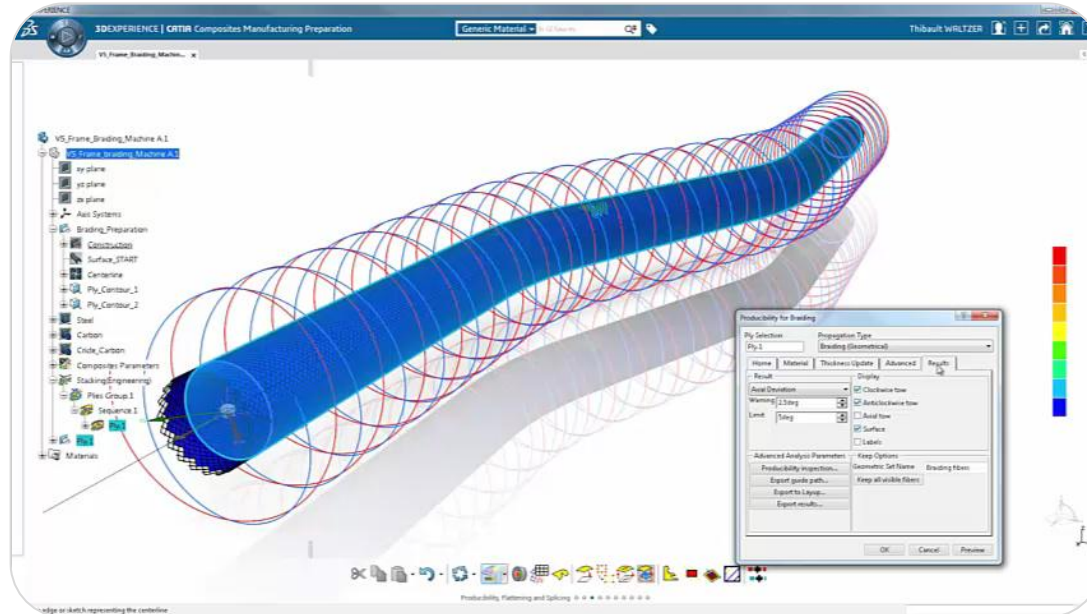 3DEXPERIENCE | CATIA Composites Manufacturing Preparation
Generic Material
Thibault WALTZER
V5_Frame_Braiding_Machin...
V5_Frame_Braiding_Machine A.1
V5_Frame_braiding_Machine A.1
xy plane
yz plane
zx plane
Axis Systems
Brading_Preparation
Construction
Surface_START
Centerline
Ply_Contour_1
Ply_Contour_2
Steel
Carbon
Composites Parameters
Stacking(Engineering)
Plies Group.1
Sequence.1
Ply.1
Ply.1
Materials
Producibility for Braiding
Ply Selection
Propagation Type
Ply.1
Braiding (Geometrical)
Home
Material
Thickness Update
Advanced
Results
Result
Display
Axial Deviation
Clockwise tow
Warning 2.5deg
Anticlockwise tow
Limit 5deg
Axial tow
Surface
Labels
Advanced Analysis Parameters
Keep Options
Producibility inspection...
Geometric Set Name
Braiding fibers
Export guide path...
Keep all visible fibers
Export to Layup...
Export results...
OK
Cancel
Preview
Producibility, Flattening and Splicing
edge or sketch representing the centerline